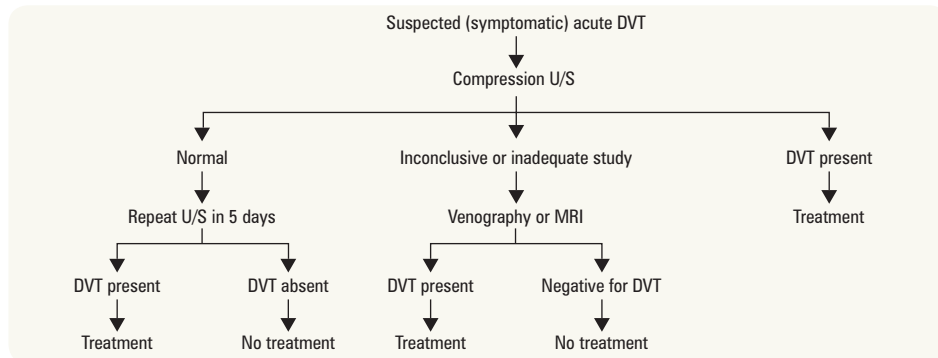 Suspected (symptomatic) acute DVT
Compression U/S
Normal
Inconclusive or inadequate study
DVT present
Repeat U/S in 5 days
Venography or MRI
Treatment
DVT present
DVT absent
DVT present
Negative for DVT
Treatment
No treatment
Treatment
No treatment